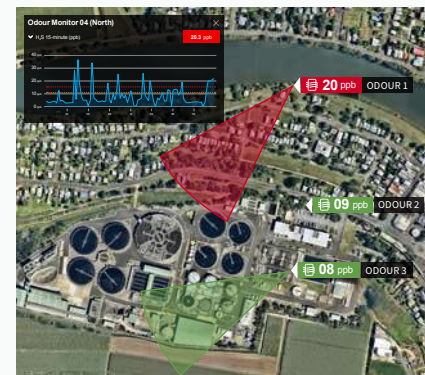 Odour Monitor 04 (North)
H₂S 15-minute (ppb)
29.3 ppb
20 ppb ODOUR 1
09 ppb ODOUR 2
08 ppb ODOUR 3